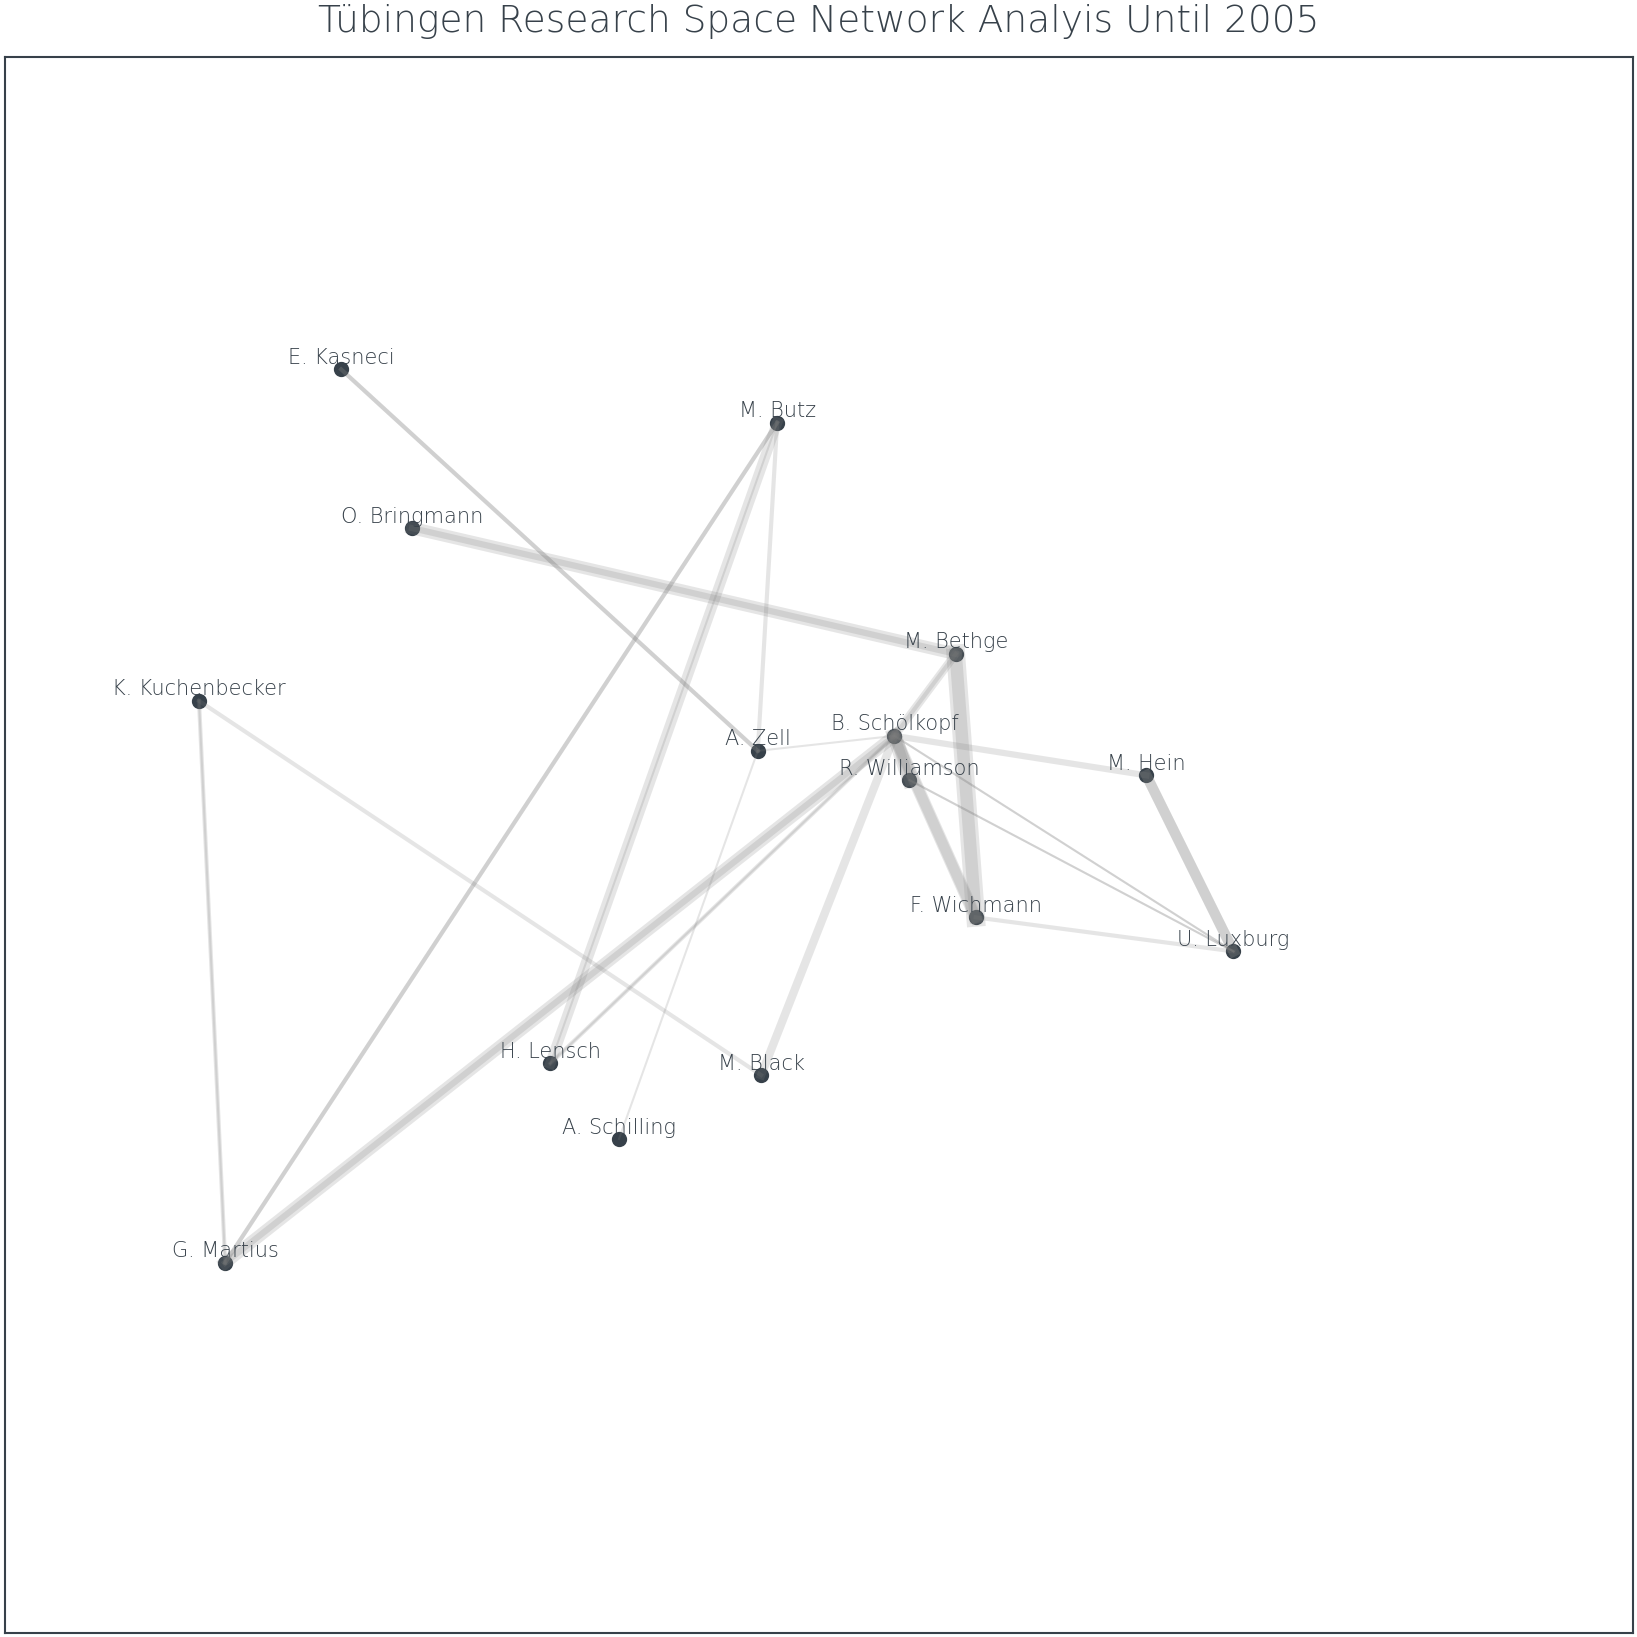 Tübingen Research Space Network Analyis Until 2005
E. Kasneci
M. Butz
O. Bringmann
M. Bethge
K. Kuchenbecker
B. Schölkopf
A. Zell
M. Hein
R. Williamson
F. Wichmann
U. Luxburg
H. Lensch
M. Black
A. Schilling
G. Martius